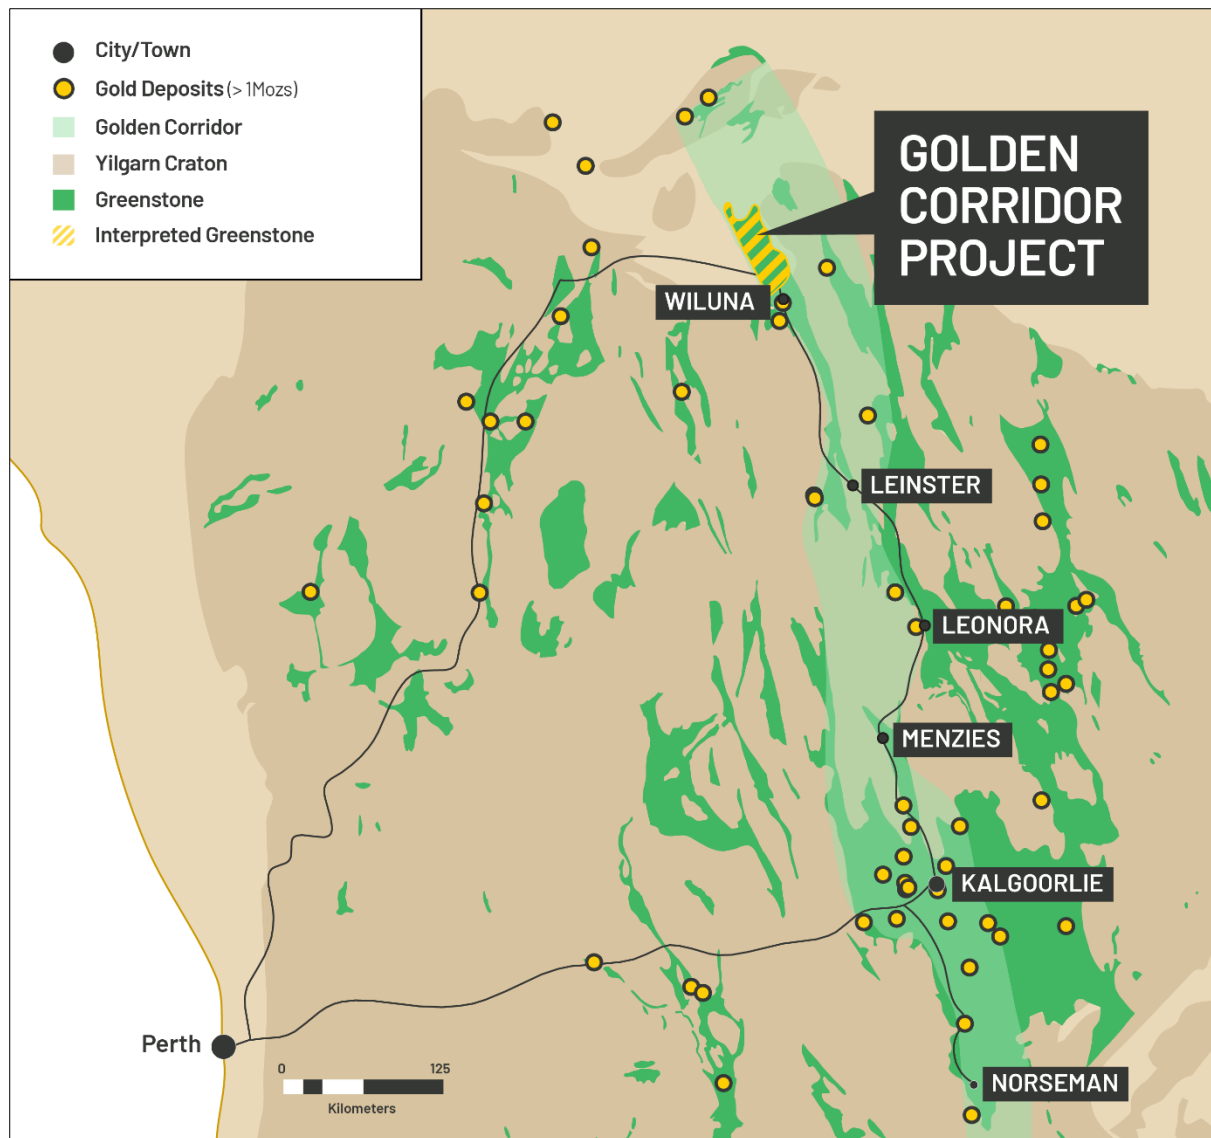 City/Town
Gold Deposits (> 1Mozs)
Golden Corridor
Yilgarn Craton
Greenstone
Interpreted Greenstone
GOLDEN
CORRIDOR
PROJECT
WILUNA
LEINSTER
LEONORA
MENZIES
KALGOORLIE
Perth
0 125
Kilometers
NORSEMAN